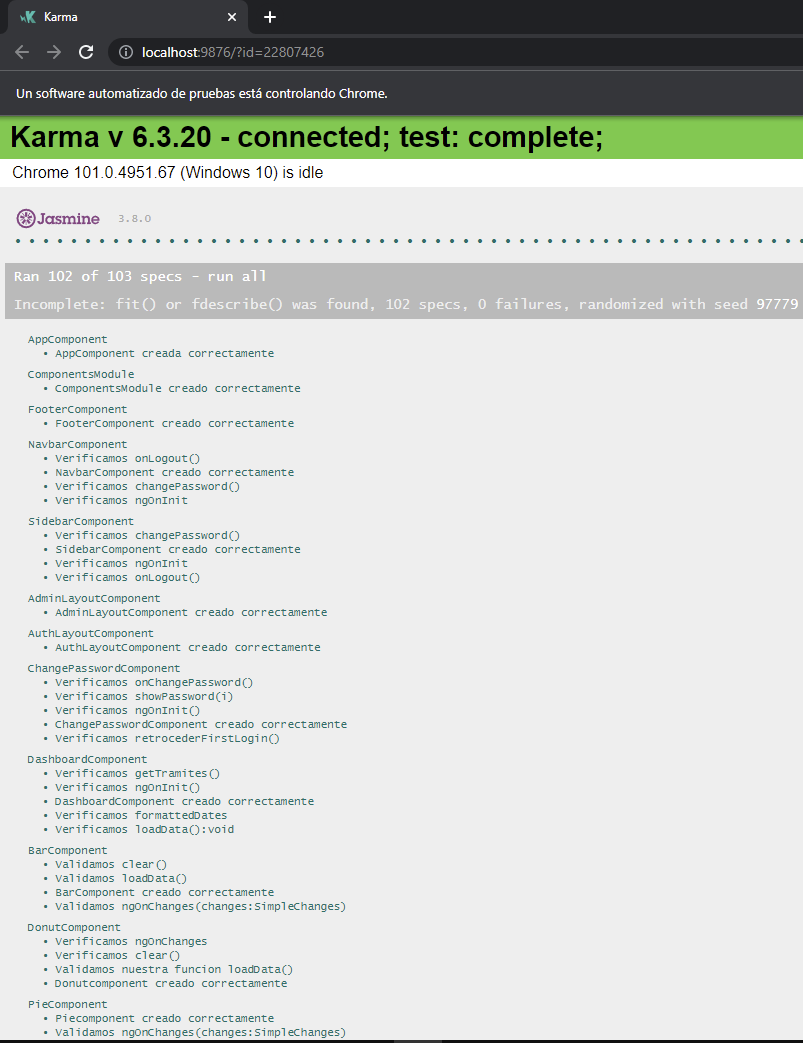 Karma
localhost:9876/?id=22807426
Un software automatizado de pruebas está controlando Chrome.
Karma v 6.3.20 - connected; test: complete;
Chrome 101.0.4951.67 (Windows 10) is idle
Jasmine 3.8.0
Ran 102 of 103 specs - run all
Incomplete: fit() or fdescribe() was found, 102 specs, 0 failures, randomized with seed 97779
AppComponent
• AppComponent creada correctamente
ComponentsModule
• ComponentsModule creado correctamente
FooterComponent
• FooterComponent creado correctamente
NavbarComponent
• Verificamos onLogout()
• NavbarComponent creado correctamente
• Verificamos changePassword()
• Verificamos ngOnInit
SidebarComponent
• Verificamos changePassword()
• SidebarComponent creado correctamente
• Verificamos ngOnInit
• Verificamos onLogout()
AdminLayoutComponent
• AdminLayoutComponent creado correctamente
AuthLayoutComponent
• AuthLayoutComponent creado correctamente
ChangePasswordComponent
• Verificamos onChangePassword()
• Verificamos showPassword(i)
• Verificamos ngOnInit()
• ChangePasswordComponent creado correctamente
• Verificamos retrocederFirstLogin()
DashboardComponent
• Verificamos getTramites()
• Verificamos ngOnInit()
• DashboardComponent creado correctamente
• Verificamos formattedDates
• Verificamos loadData():void
BarComponent
• Validamos clear()
• Validamos loadData()
• BarComponent creado correctamente
• Validamos ngOnChanges(changes:SimpleChanges)
DonutComponent
• Verificamos ngOnChanges
• Verificamos clear()
• Validamos nuestra funcion loadData()
• Donutcomponent creado correctamente
PieComponent
• Piecomponent creado correctamente
• Validamos ngOnChanges(changes:SimpleChanges)